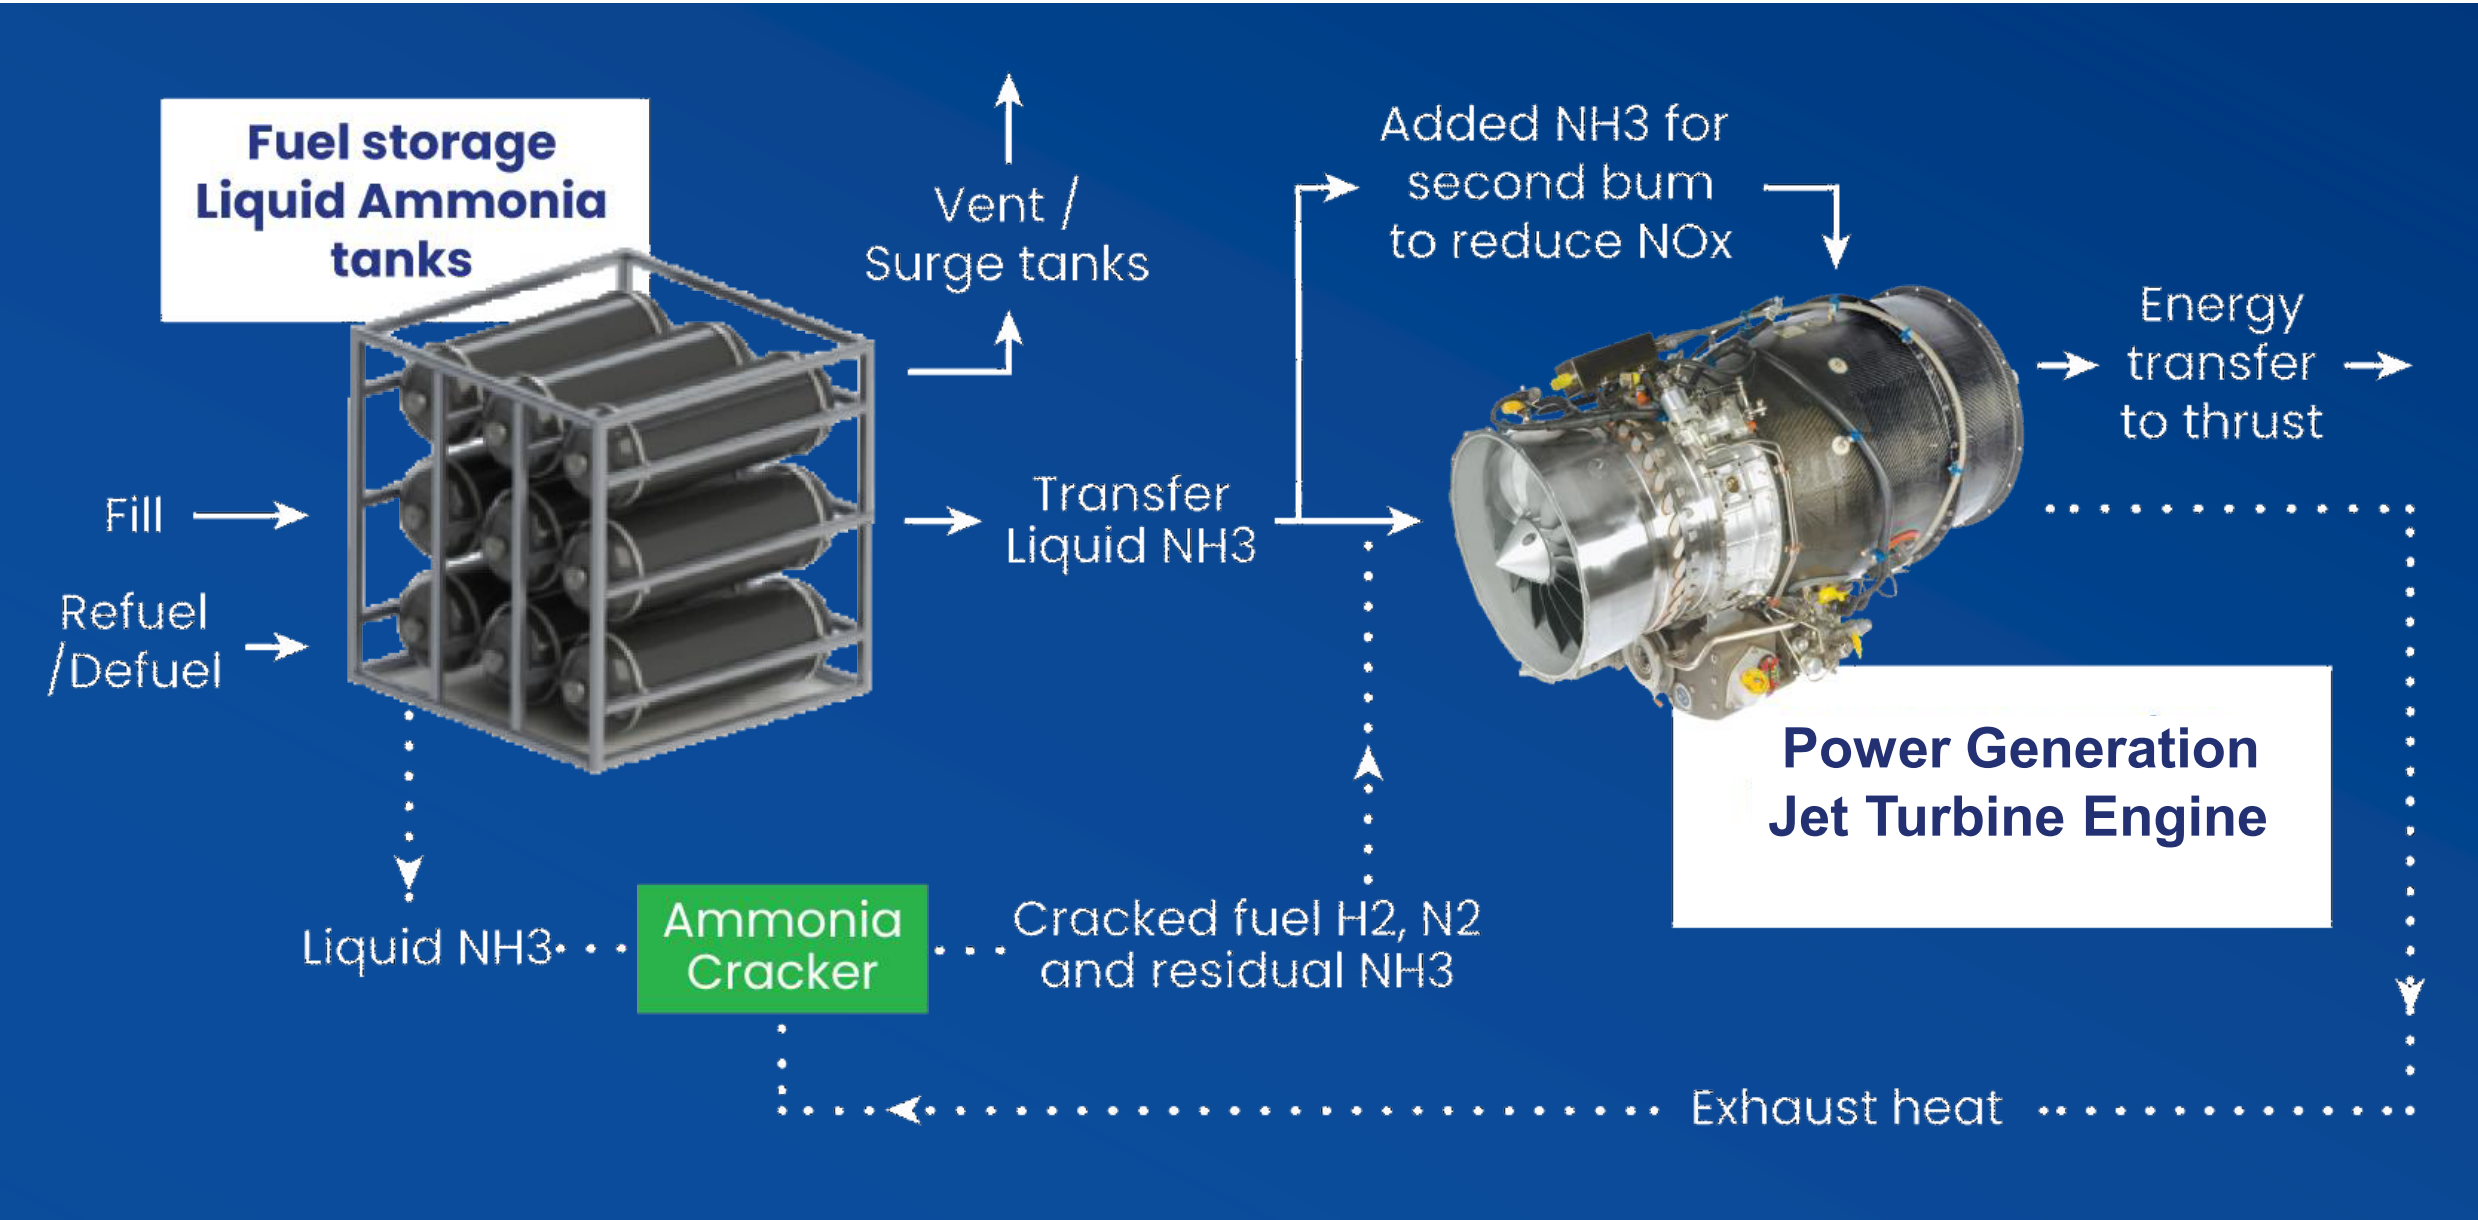 Fuel storage
Liquid Ammonia
tanks
Vent /
Surge tanks
Added NH3 for
second bum
to reduce NOx
Energy
transfer
to thrust
Fill
Refuel
/Defuel
Transfer
Liquid NH3
Power Generation
Jet Turbine Engine
Liquid NH3
Ammonia
Cracker
Cracked fuel H2, N2
and residual NH3
Exhaust heat